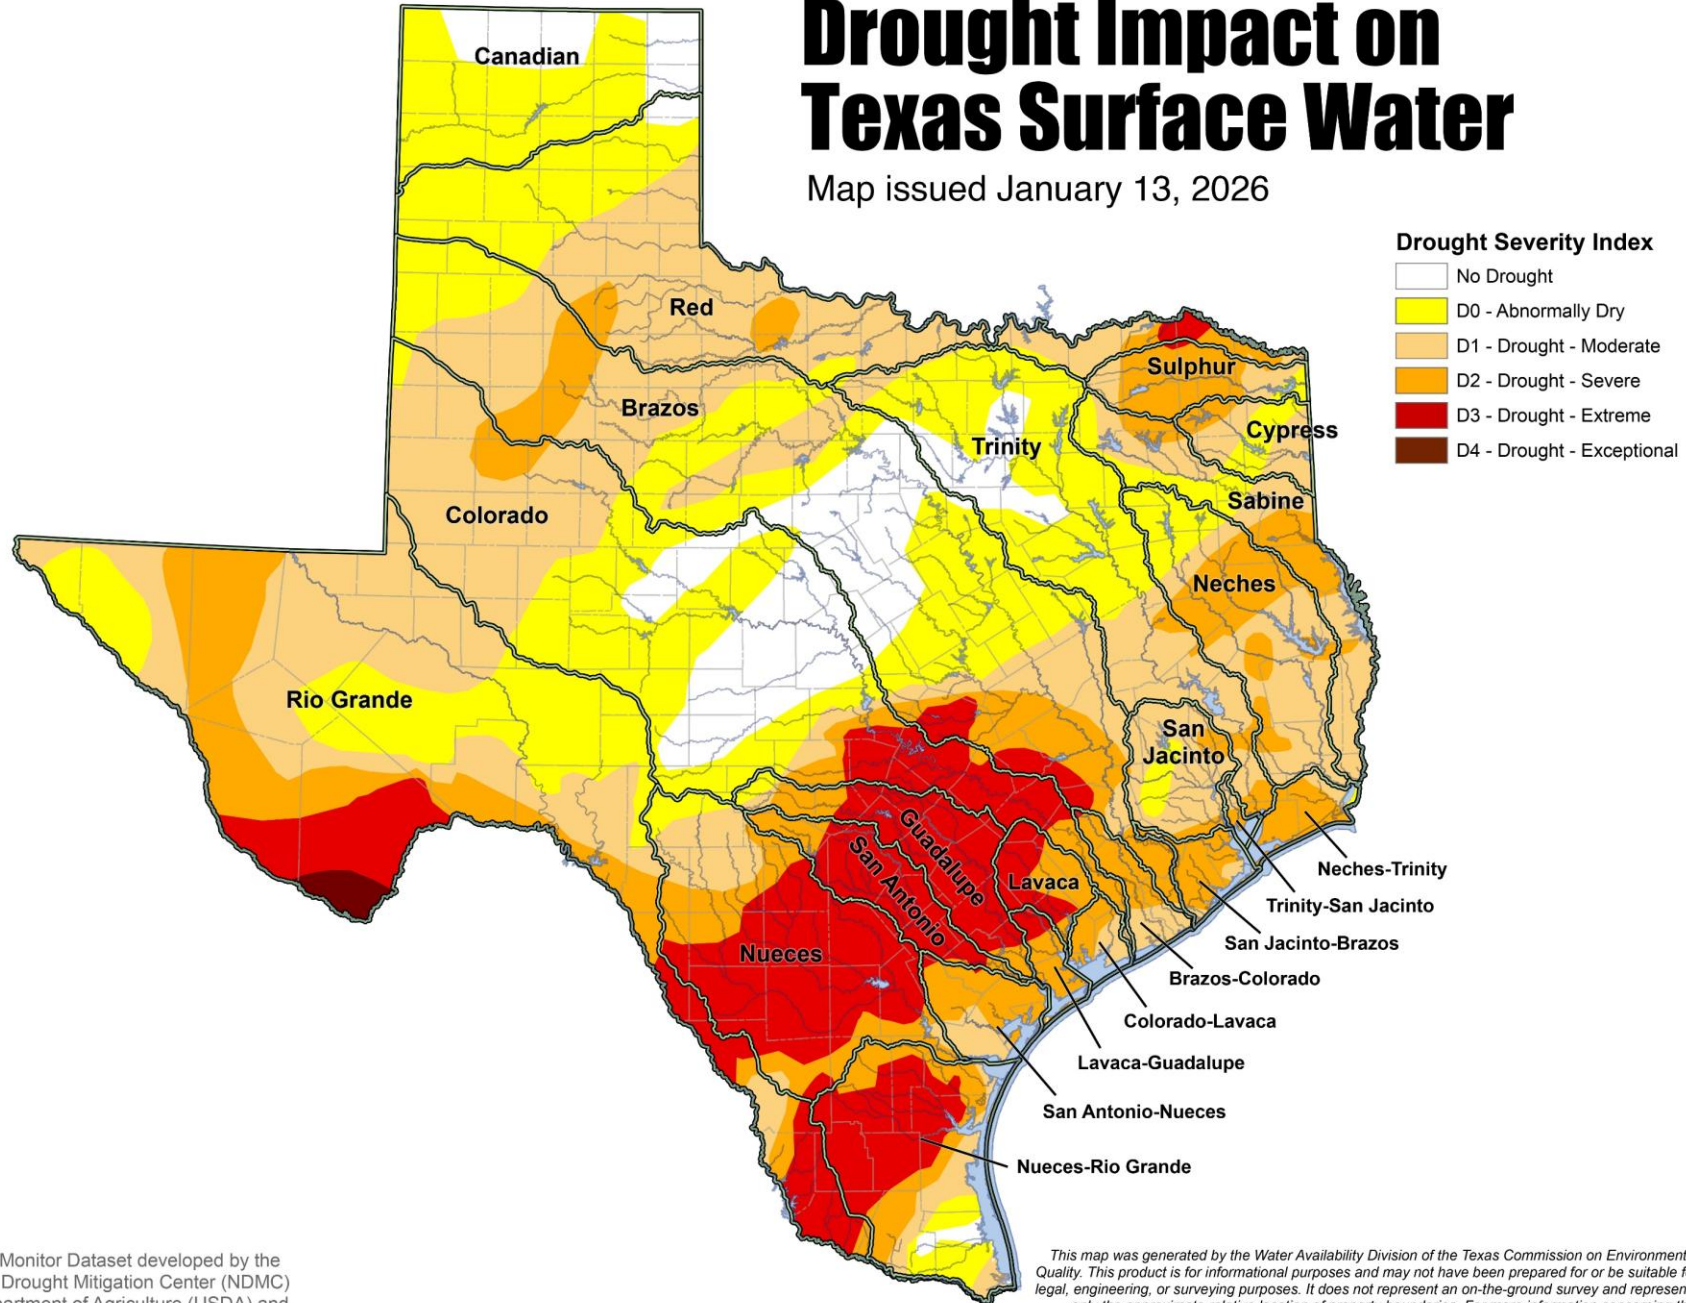 Drought Impact on
Texas Surface Water
Map issued January 13, 2026
Drought Severity Index
No Drought
D0 - Abnormally Dry
D1 - Drought - Moderate
D2 - Drought - Severe
D3 - Drought - Extreme
D4 - Drought - Exceptional
Canadian
Red
Sulphur
Brazos
Cypress
Trinity
Sabine
Colorado
Neches
Rio Grande
San
Jacinto
Guadalupe
San Antonio
Lavaca
Nueces
Neches-Trinity
Trinity-San Jacinto
San Jacinto-Brazos
Brazos-Colorado
Colorado-Lavaca
Lavaca-Guadalupe
San Antonio-Nueces
Nueces-Rio Grande
Monitor Dataset developed by the
Drought Mitigation Center (NDMC)
of Agriculture (USDA) and
This map was generated by the Water Availability Division of the Texas Commission on Environment
Quality. This product is for informational purposes and may not have been prepared for or be suitable
legal, engineering, or surveying purposes. It does not represent an on-the-ground survey and represen